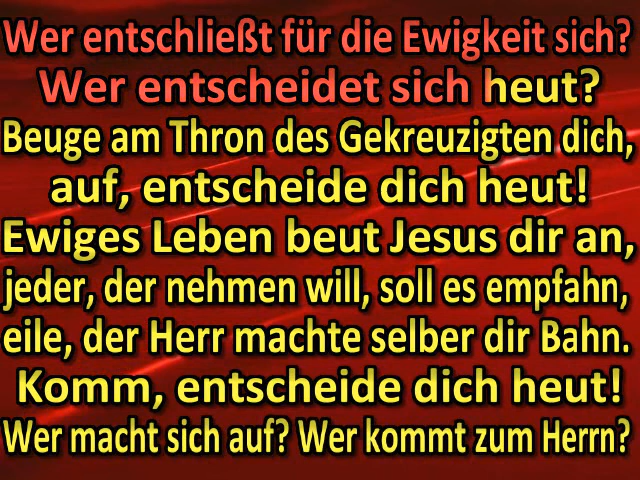 Wer entschließt für die Ewigkeit sich?
Wer entscheidet sich heut?
Beuge am Thron des Gekreuzigten dich,
auf, entscheide dich heut!
Ewiges Leben beut Jesus dir an,
jeder, der nehmen will, soll es empfahn,
eile, der Herr machte selber dir Bahn.
Komm, entscheide dich heut!
Wer macht sich auf? Wer kommt zum Herrn?